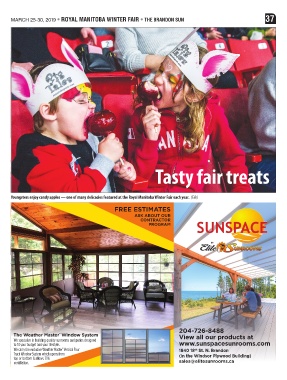 MARCH 25-30, 2019 • ROYAL MANITOBA WINTER FAIR • THE BRANDON SUN
37
Tasty fair treats
Youngsters enjoy candy apples — one of many delicacies featured at the Royal Manitoba Winter Fair each year. (File)
FREE ESTIMATES
ASK ABOUT OUR
CONTRACTOR
PROGRAM
SUNSPACE
Elite Sunrooms
The Weather Master Window System
204-726-8488
View all our products at
www.sunspacesunrooms.com
1840 18th St. N. Brandon
(In the Windsor Plywood Building)
sales@elitesunrooms.ca